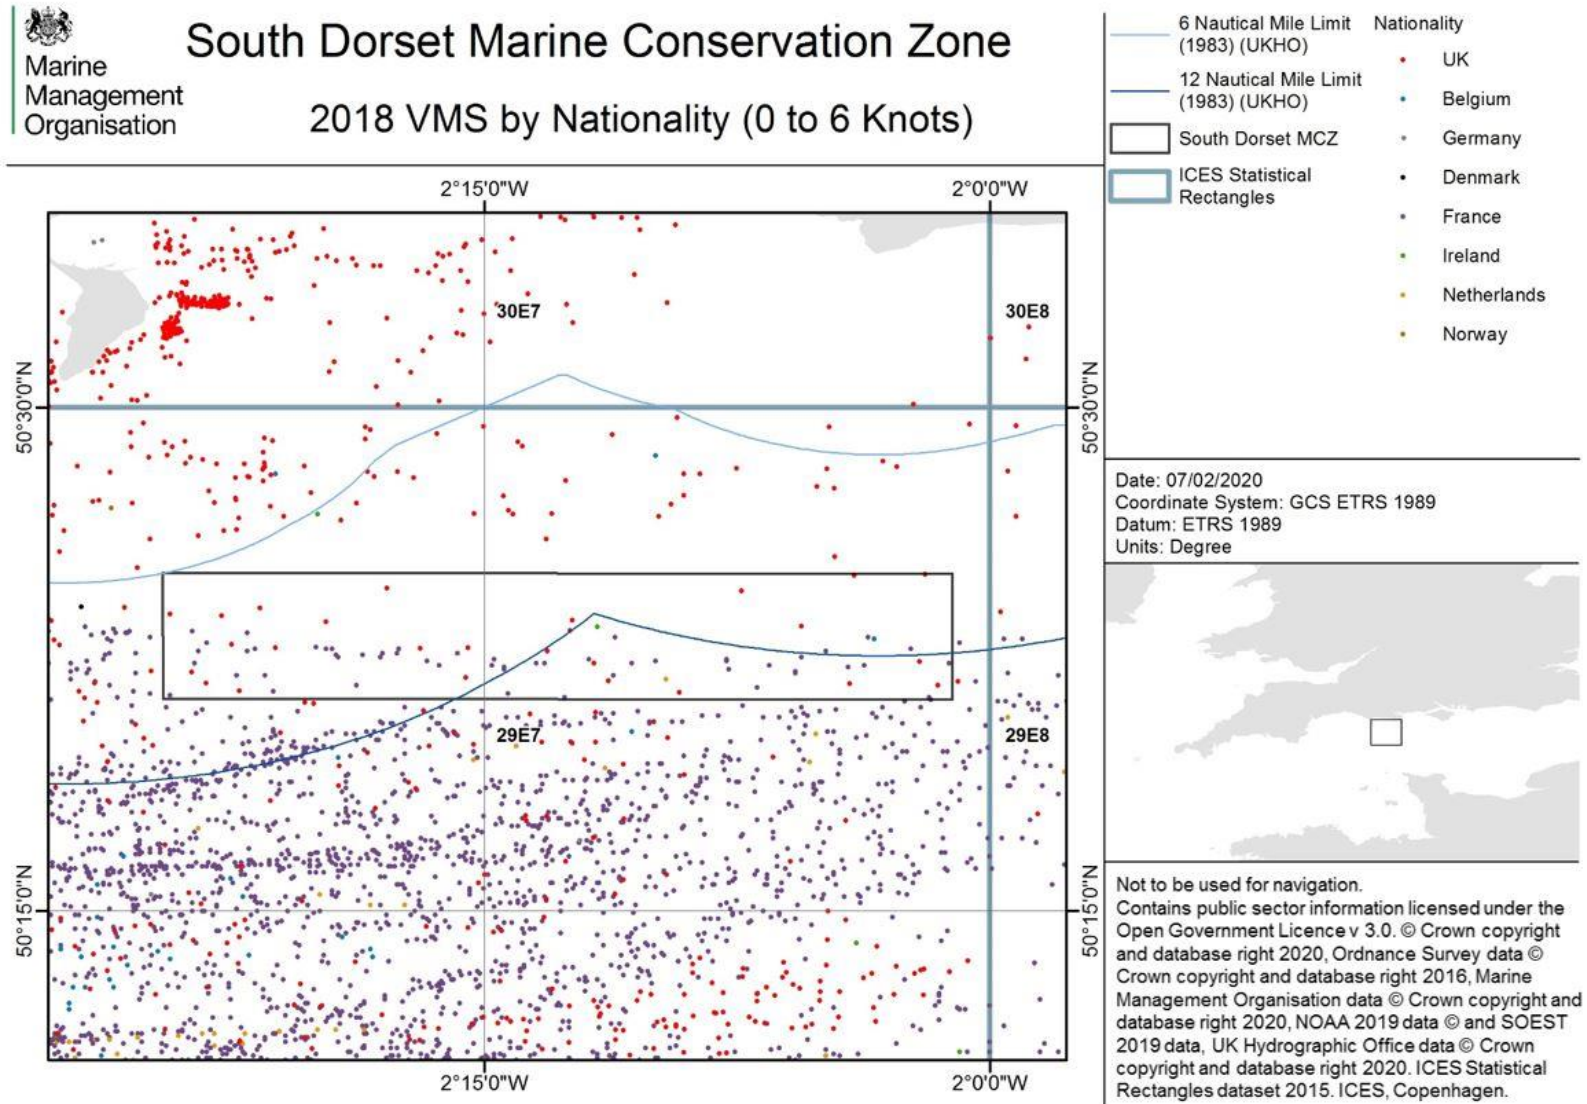 Marine
Management
Organisation
South Dorset Marine Conservation Zone
2018 VMS by Nationality (0 to 6 Knots)
6 Nautical Mile Limit
(1983) (UKHO)
12 Nautical Mile Limit
(1983) (UKHO)
South Dorset MCZ
ICES Statistical
Rectangles
Nationality
UK
Belgium
Germany
Denmark
France
Ireland
Netherlands
Norway
2°15'0"W
2°0'0"W
30E7
30E8
50°30'0"N
50°30'0"N
29E7
29E8
50°15'0"N
50°15'0"N
2°15'0"W
2°0'0"W
Date: 07/02/2020
Coordinate System: GCS ETRS 1989
Datum: ETRS 1989
Units: Degree
Not to be used for navigation.
Contains public sector information licensed under the
Open Government Licence v 3.0. © Crown copyright
and database right 2020, Ordnance Survey data ©
Crown copyright and database right 2016, Marine
Management Organisation data © Crown copyright and
database right 2020, NOAA 2019 data © and SOEST
2019 data, UK Hydrographic Office data © Crown
copyright and database right 2020. ICES Statistical
Rectangles dataset 2015. ICES, Copenhagen.